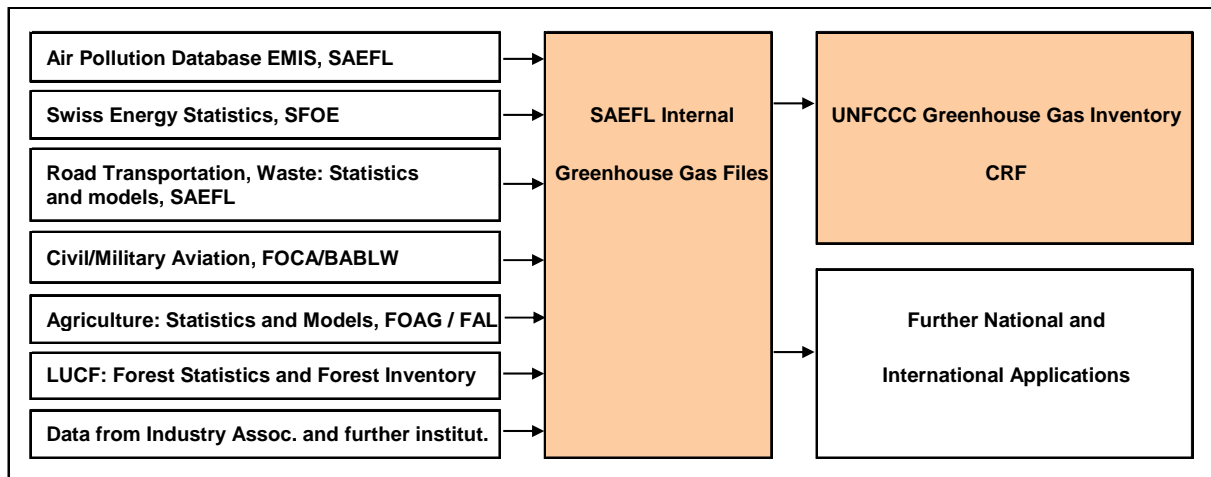 Air Pollution Database EMIS, SAEFL
Swiss Energy Statistics, SFOE
Road Transportation, Waste: Statistics
and models, SAEFL
Civil/Military Aviation, FOCA/BABLW
Agriculture: Statistics and Models, FOAG / FAL
LUCF: Forest Statistics and Forest Inventory
Data from Industry Assoc. and further institut.
SAEFL Internal
Greenhouse Gas Files
UNFCCC Greenhouse Gas Inventory
CRF
Further National and
International Applications